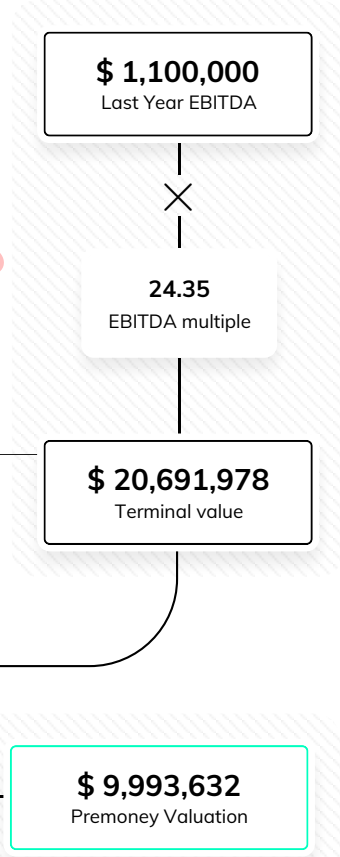 $ 1,100,000
Last Year EBITDA
24.35
EBITDA multiple
$ 20,691,978
Terminal value
$ 9,993,632
Premoney Valuation